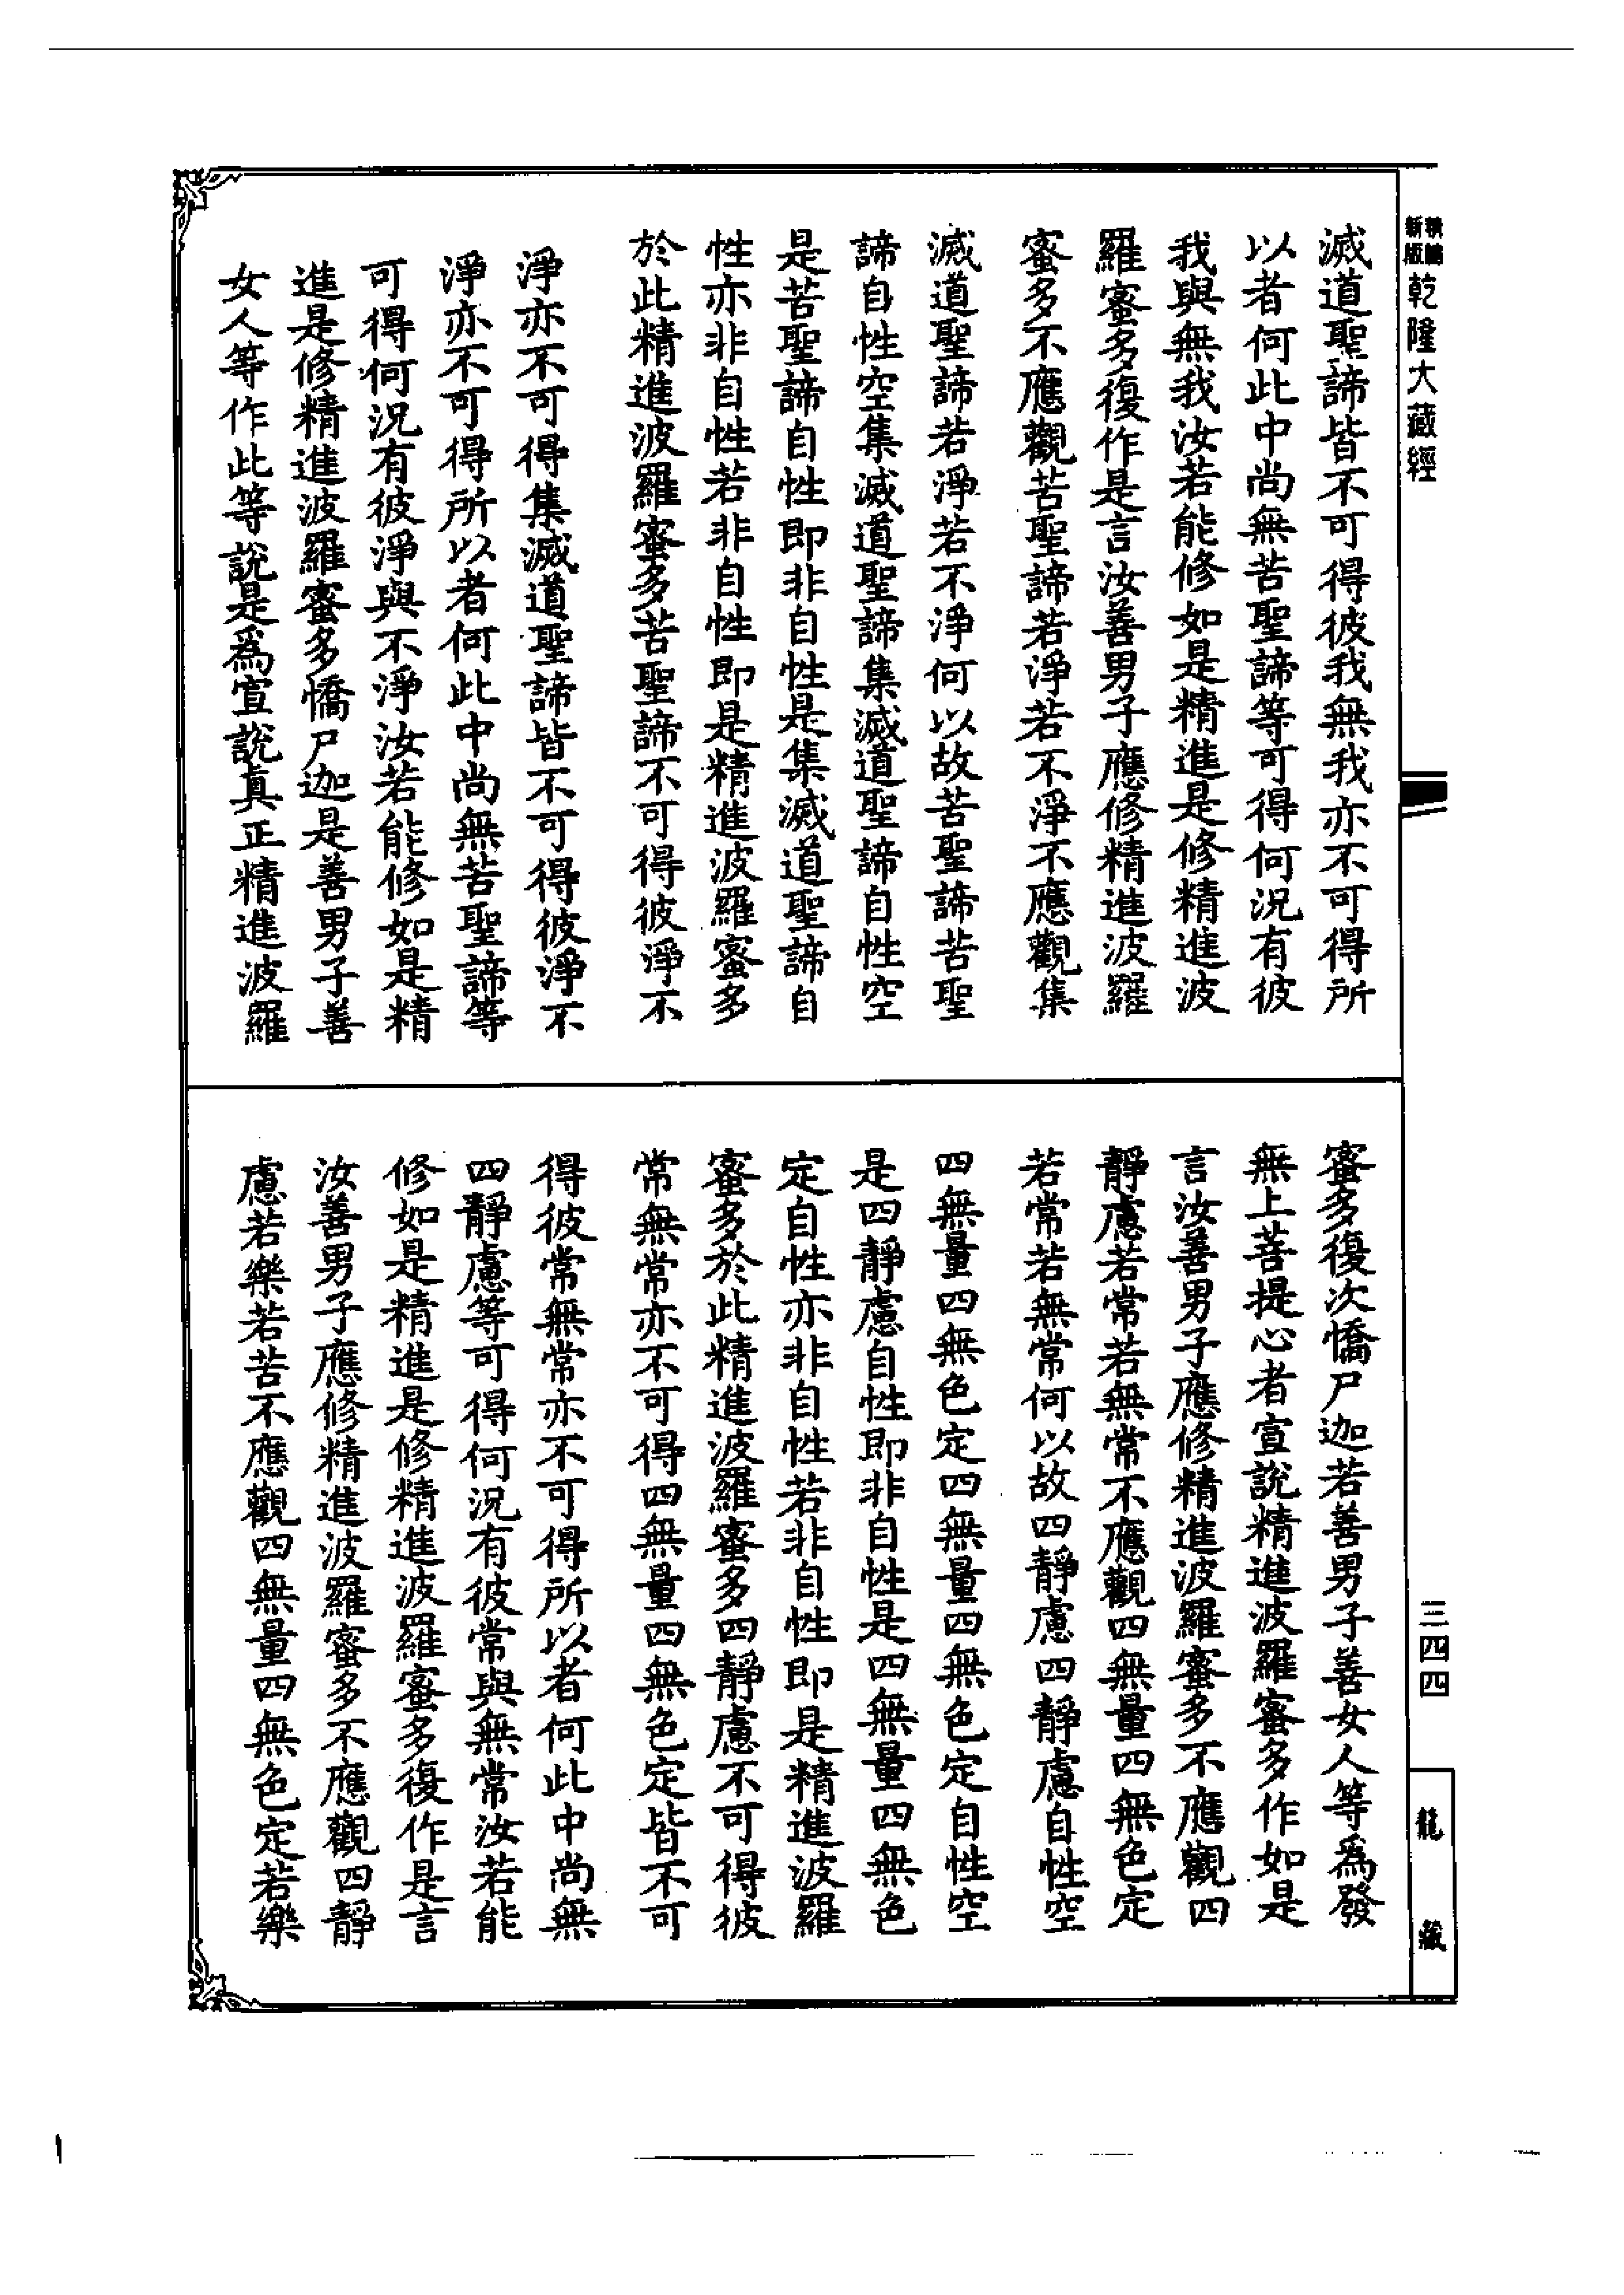 新版
精縮
乾隆大藏經
滅道聖諦皆不可得彼我無我亦不可得所
以者何此中尚無苦聖諦等可得何況有彼
我與無我汝若能修如是精進是修精進波
羅蜜多復作是言汝善男子應修精進波羅
蜜多不應觀苦聖諦若淨若不淨不應觀集
滅道聖諦若淨若不淨何以故苦聖諦苦聖
諦自性空集滅道聖諦集滅道聖諦自性空
是苦聖諦自性即非自性是集滅道聖諦自
性亦非自性若非自性即是精進波羅蜜多
於此精進波羅蜜多苦聖諦不可得彼淨不
淨亦不可得集滅道聖諦皆不可得彼淨不
淨亦不可得所以者何此中尚無苦聖諦等
可得何況有彼淨與不淨汝若能修如是精
進是修精進波羅蜜多憍尸迦是善男子善
女人等作此等說是為宣說真正精進波羅
蜜多復次憍尸迦若善男子善女人等為發
無上菩提心者宣說精進波羅蜜多作如是
言汝善男子應修精進波羅蜜多不應觀四
靜慮若常若無常不應觀四無量四無色定
若常若無常何以故四靜慮四靜慮自性空
四無量四無色定四無量四無色定自性空
是四靜慮自性即非自性是四無量四無色
定自性亦非自性若非自性即是精進波羅
蜜多於此精進波羅蜜多四靜慮不可得彼
常無常亦不可得四無量四無色定皆不可
得彼常無常亦不可得所以者何此中尚無
四靜慮等可得何況有彼常與無常汝若能
修如是精進是修精進波羅蜜多復作是言
汝善男子應修精進波羅蜜多不應觀四靜
慮若樂若苦不應觀四無量四無色定若樂
三四四
龍藏